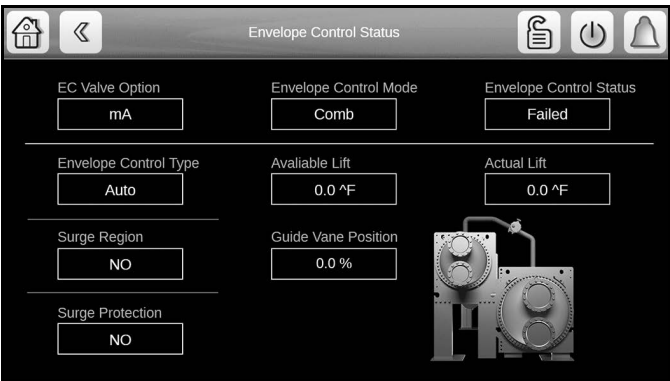 Envelope Control Status
EC Valve Option
Envelope Control Mode
Envelope Control Status
mA
Comb
Failed
Envelope Control Type
Avaliable Lift
Actual Lift
Auto
0.0 ^F
0.0 ^F
Surge Region
Guide Vane Position
NO
0.0 %
Surge Protection
NO